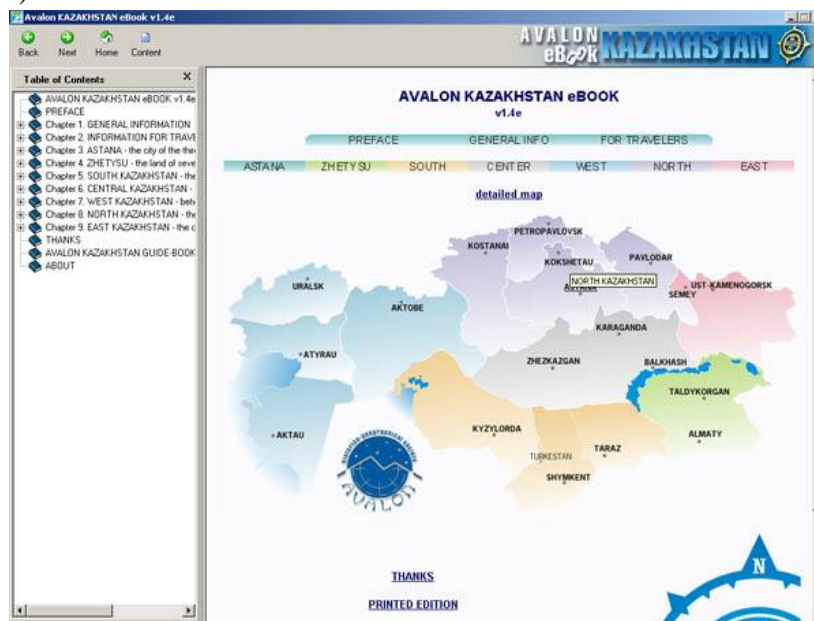 Avalon KAZAKHSTAN eBook v1.4e
Back Next Home Content
AVALON
eBook KAZAKHSTAN
Table of Contents
AVALON KAZAKHSTAN eBOOK v1.4e
PREFACE
Chapter 1. GENERAL INFORMATION
Chapter 2. INFORMATION FOR TRAVE
Chapter 3. ASTANA - the city of the thir
Chapter 4. ZHETYSU - the land of seve
Chapter 5. SOUTH KAZAKHSTAN - the
Chapter 6. CENTRAL KAZAKHSTAN -
Chapter 7. WEST KAZAKHSTAN - betw
Chapter 8. NORTH KAZAKHSTAN - the
Chapter 9. EAST KAZAKHSTAN - the c
THANKS
AVALON KAZAKHSTAN GUIDE-BOOK
ABOUT
AVALON KAZAKHSTAN eBOOK
v1.4e
PREFACE GENERAL INFO FOR TRAVELERS
ASTANA ZHETYSU SOUTH CENTER WEST NORTH EAST
detailed map
PETROPAVLOVSK
KOSTANAI
KOKSHETAU
PAVLODAR
NORTH KAZAKHSTAN
URALSK
UST-KAMENOGORSK
SEMEY
AKTOBE
KARAGANDA
ATYRAU
ZHEZKAZGAN
BALKHASH
TALDYKORGAN
AKTAU
KYZYLORDA
ALMATY
TARAZ
TURKESTAN
SHYMKENT
AVALON
THANKS
PRINTED EDITION
N